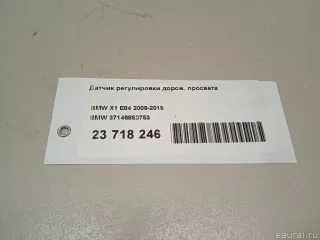 Датчик регулировки дорож. просвета
BMW X1 E84 2009-2015
BMW 37146853753
23 718 246
eaural.ru